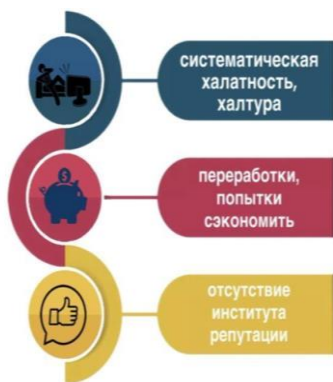 систематическая
халатность,
халтура
$
переработки,
попытки
сэкономить
отсутствие
института
репутации